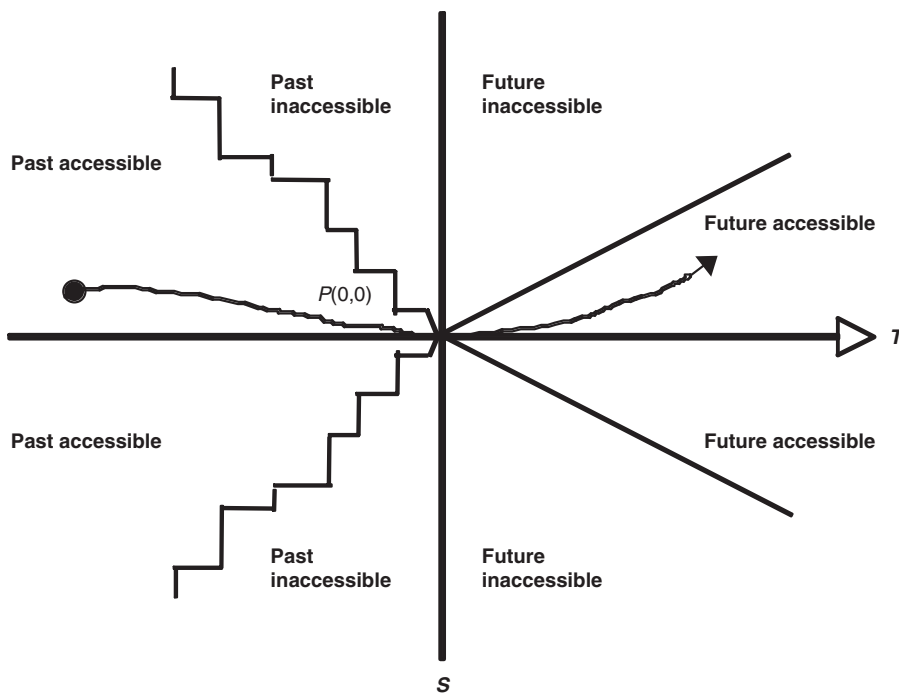 Past
inaccessible
Future
inaccessible
Past accessible
Future accessible
P(0,0)
T
Past accessible
Future accessible
Past
inaccessible
Future
inaccessible
S